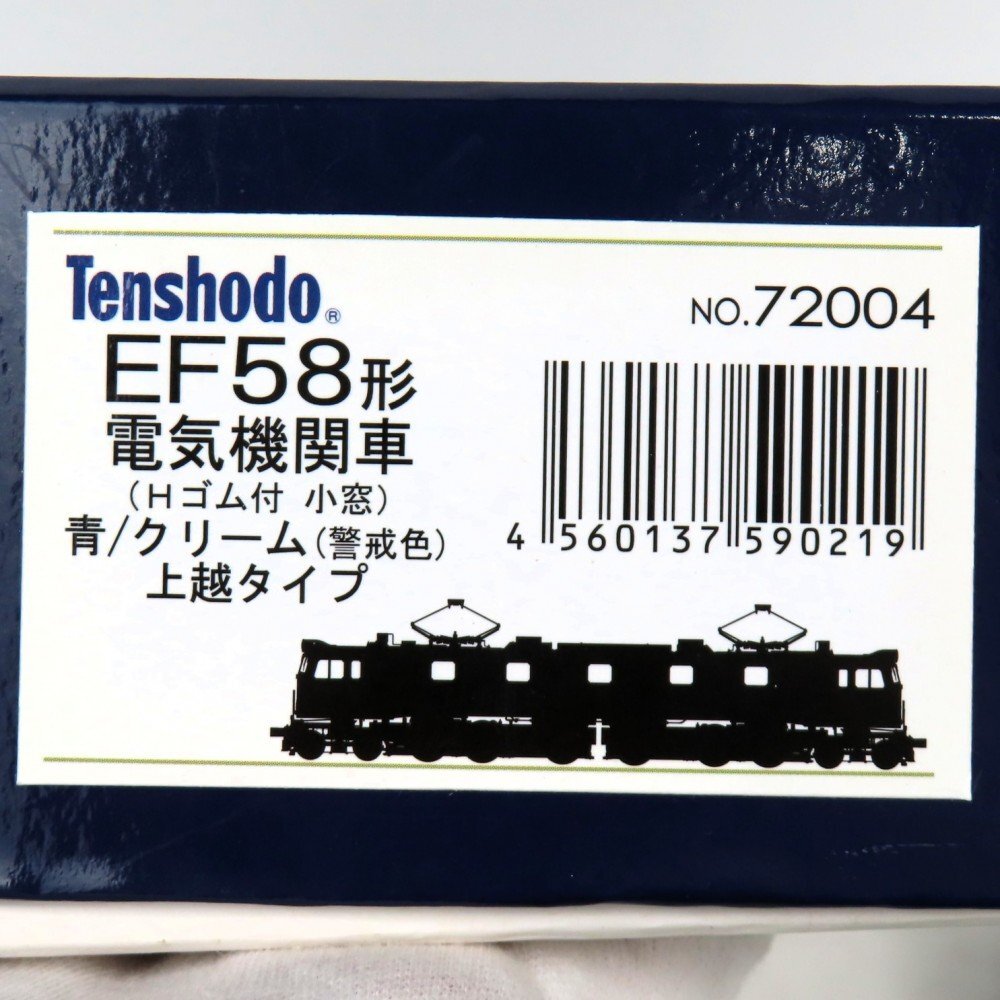 Tenshodo®
NO.72004
EF58形
電気機関車
（Hゴム付 小窓）
青/クリーム（警戒色）
上越タイプ
4 560137 590219